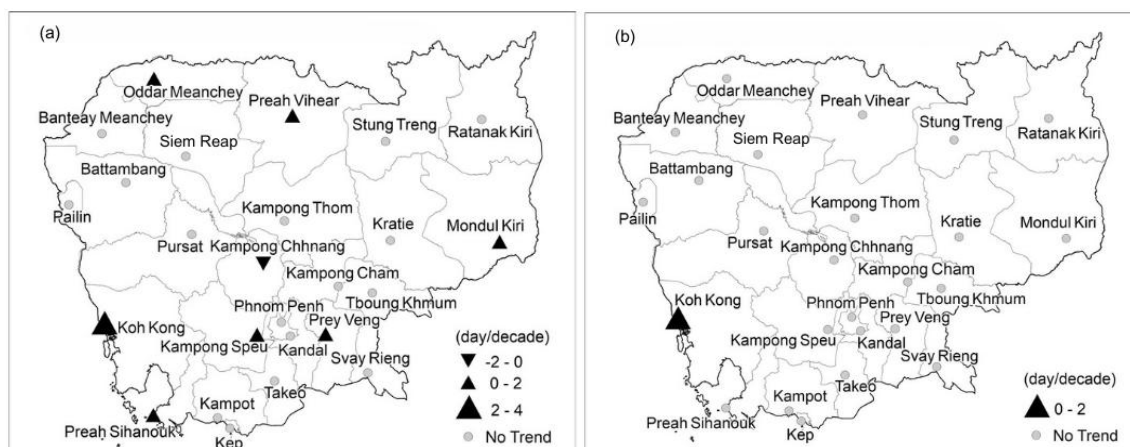 (a)
Oddar Meanchey
Preah Vihear
Banteay Meanchey
Stung Treng
Ratanak Kiri
Siem Reap
Battambang
Pailin
Kampong Thom
Kratie
Mondul Kiri
Pursat
Kampong Chhnang
Kampong Cham
Tboung Khmum
Phnom Penh
Koh Kong
Prey Veng
Kampong Speu
Kandal
Svay Rieng
Takeo
Kampot
Preah Sihanouk
Kep
(day/decade)
-2 - 0
0 - 2
2 - 4
No Trend
(b)
Oddar Meanchey
Preah Vihear
Banteay Meanchey
Stung Treng
Ratanak Kiri
Siem Reap
Battambang
Pailin
Kampong Thom
Kratie
Mondul Kiri
Pursat
Kampong Chhnang
Kampong Cham
Tboung Khmum
Koh Kong
Phnom Penh
Prey Veng
Kampong Speu
Kandal
Svay Rieng
Takeo
Kampot
Preah Sihanouk
Kep
(day/decade)
0 - 2
No Trend